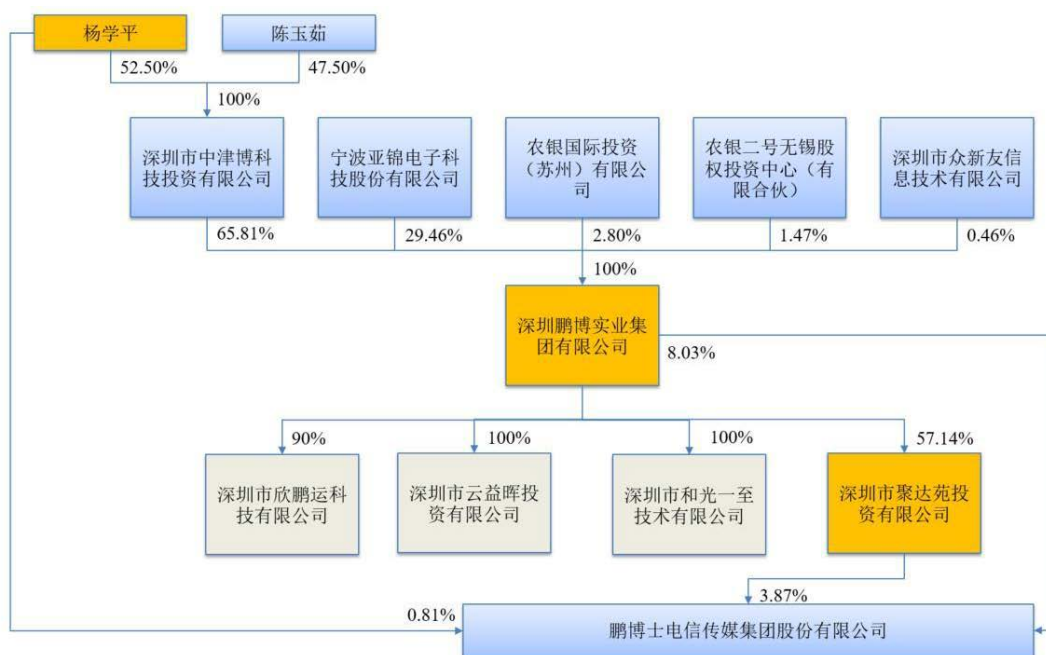 杨学平
陈玉茹
52.50%
47.50%
100%
深圳市中津博科
技投资有限公司
宁波亚锦电子科
技股份有限公司
农银国际投资
（苏州）有限公
司
农银二号无锡股
权投资中心（有
限合伙）
深圳市众新友信
息技术有限公司
65.81%
29.46%
2.80%
1.47%
0.46%
100%
深圳鹏博实业集
团有限公司
8.03%
90%
100%
100%
57.14%
深圳市欣鹏运科
技有限公司
深圳市云益晖投
资有限公司
深圳市和光一至
技术有限公司
深圳市聚达苑投
资有限公司
0.81%
3.87%
鹏博士电信传媒集团股份有限公司